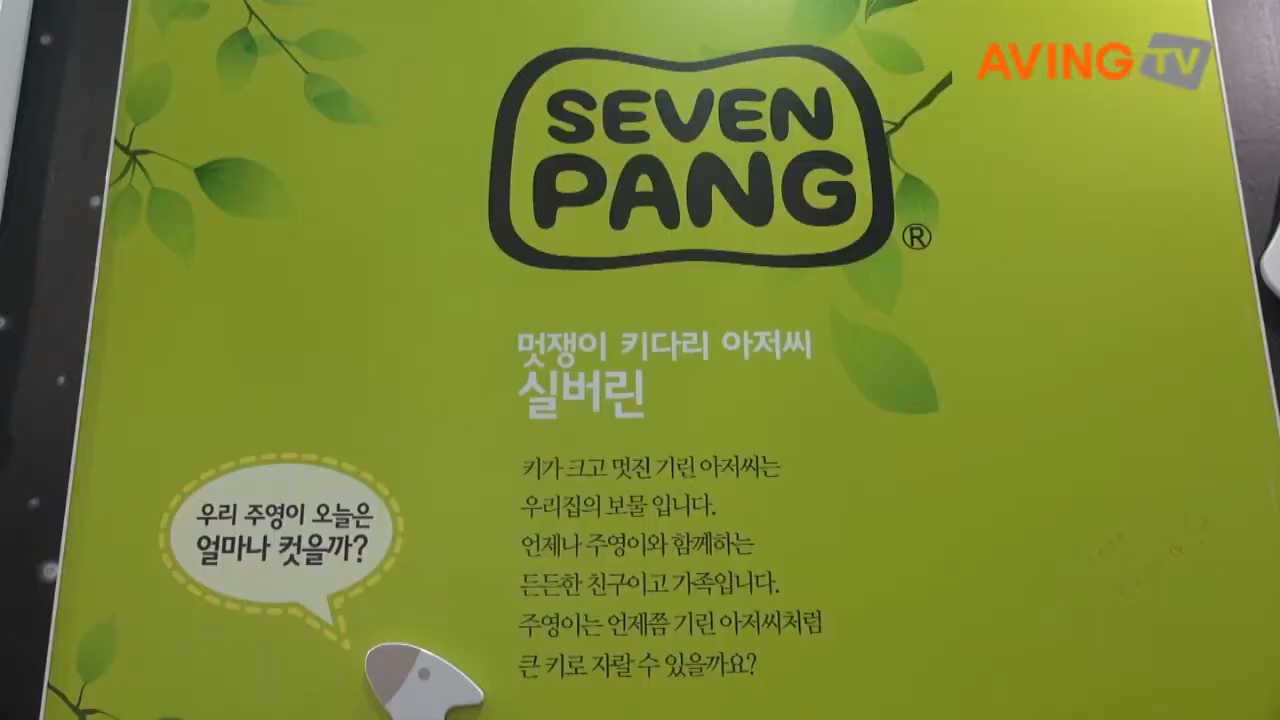 AVING TV
SEVEN
PANG
®
멋쟁이 키다리 아저씨
실버린
키가 크고 멋진 기린 아저씨는
우리집의 보물 입니다.
언제나 주영이와 함께하는
든든한 친구이고 가족입니다.
주영이는 언제쯤 기린 아저씨처럼
큰 키로 자랄 수 있을까요?
우리 주영이 오늘은
얼마나 컷을까?